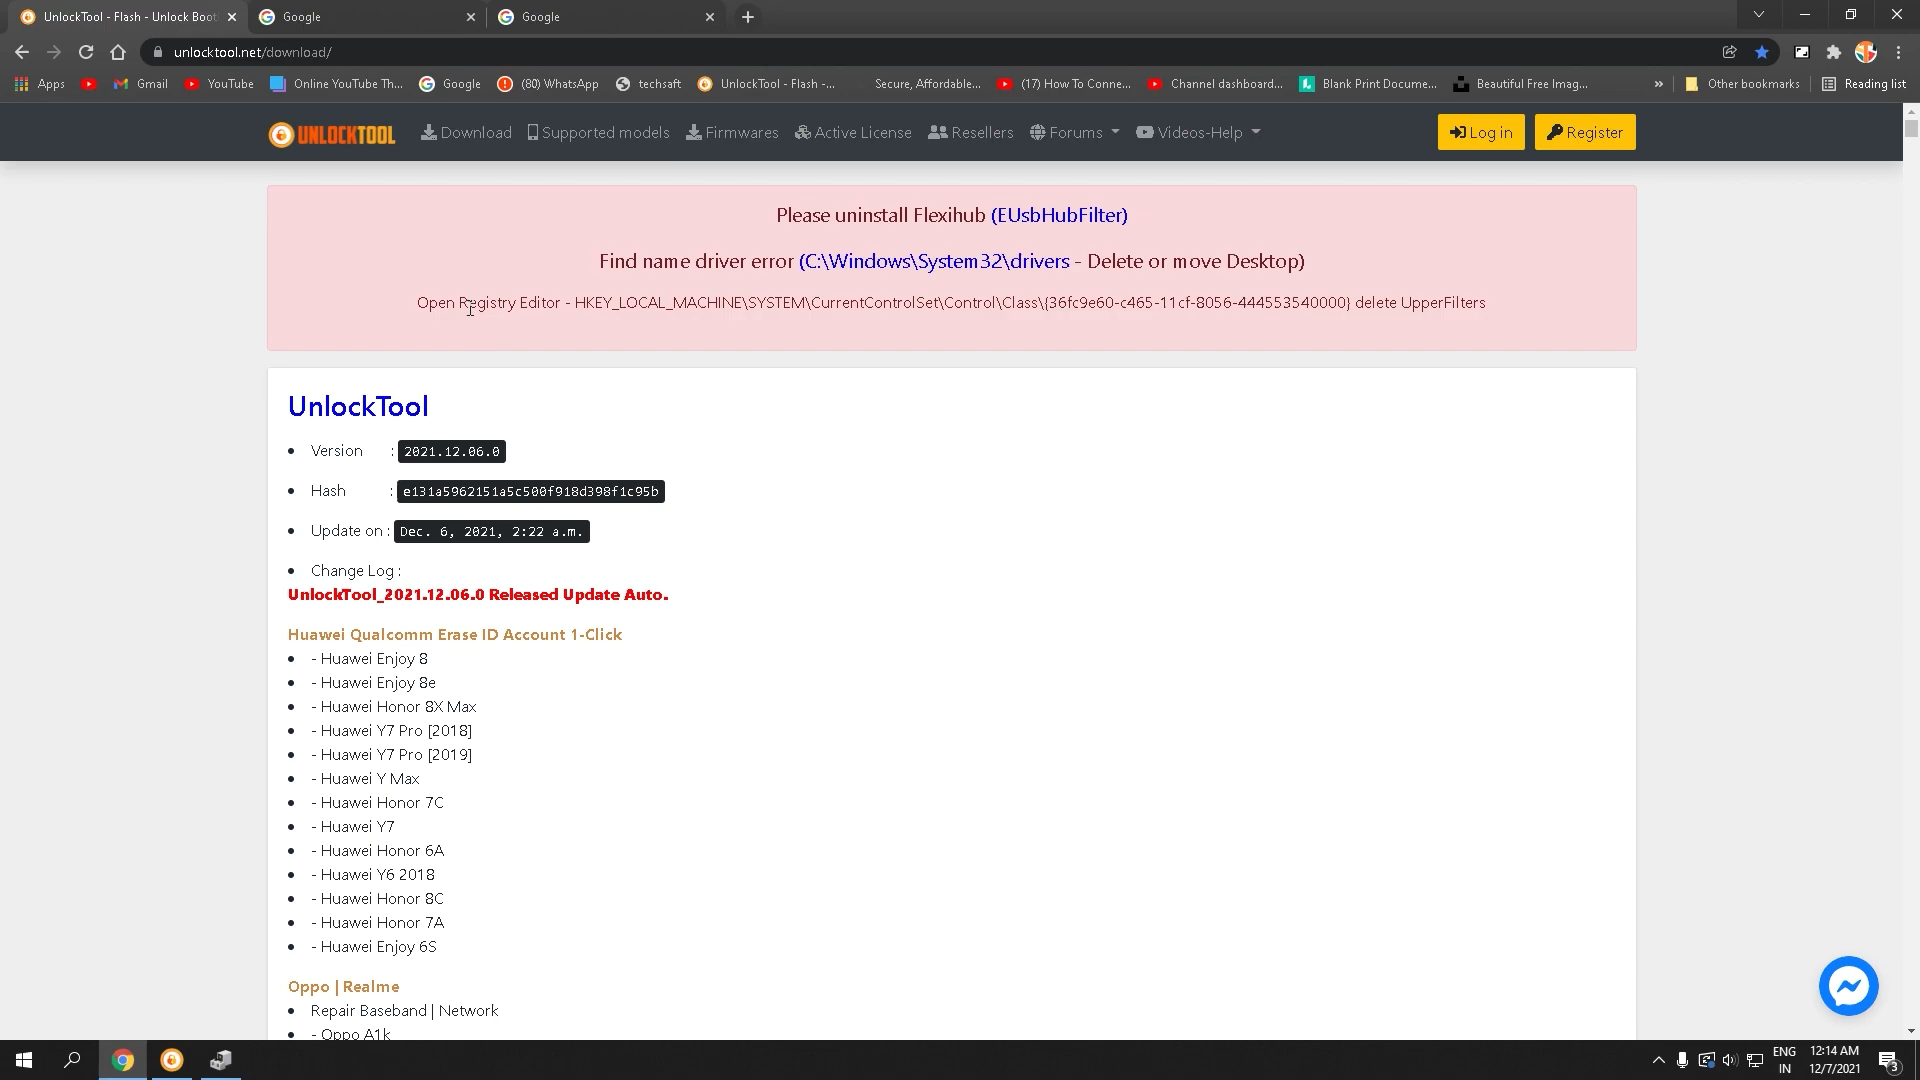 UnlockTool - Flash - Unlock Boot
Google
Google
unlocktool.net/download/
Apps
Gmail
YouTube
Online YouTube Th...
Google
(80) WhatsApp
techsaft
UnlockTool - Flash -...
Secure, Affordable...
(17) How To Conne...
Channel dashboard...
Blank Print Docume...
Beautiful Free Imag...
»
Other bookmarks
Reading list
UNLOCKTOOL
Download
Supported models
Firmwares
Active License
Resellers
Forums
Videos-Help
Log in
Register
Please uninstall Flexihub (EUsbHubFilter)
Find name driver error (C:\Windows\System32\drivers - Delete or move Desktop)
Open Registry Editor - HKEY_LOCAL_MACHINE\SYSTEM\CurrentControlSet\Control\Class\{36fc9e60-c465-11cf-8056-444553540000} delete UpperFilters
UnlockTool
Version : 2021.12.06.0
Hash : e131a5962151a5c500f918d398f1c95b
Update on : Dec. 6, 2021, 2:22 a.m.
Change Log :
UnlockTool_2021.12.06.0 Released Update Auto.
Huawei Qualcomm Erase ID Account 1-Click
- Huawei Enjoy 8
- Huawei Enjoy 8e
- Huawei Honor 8X Max
- Huawei Y7 Pro [2018]
- Huawei Y7 Pro [2019]
- Huawei Y Max
- Huawei Honor 7C
- Huawei Y7
- Huawei Honor 6A
- Huawei Y6 2018
- Huawei Honor 8C
- Huawei Honor 7A
- Huawei Enjoy 6S
Oppo | Realme
Repair Baseband | Network
- Oppo A1k
ENG
IN
12:14 AM
12/7/2021
3